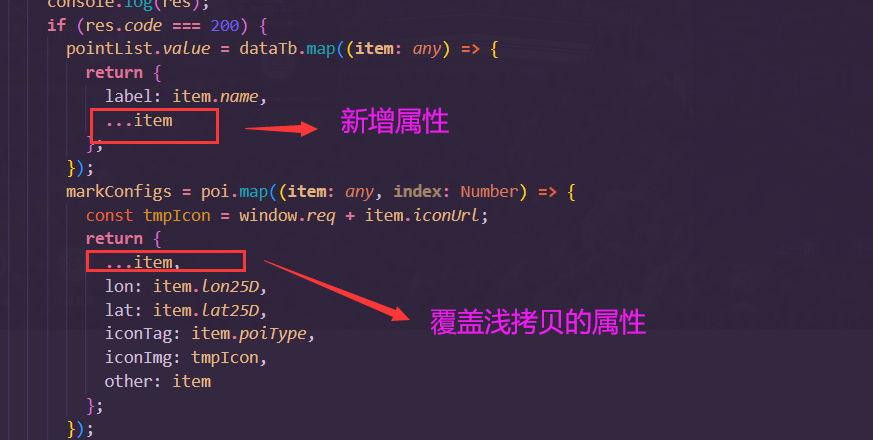 console.log(res);
if (res.code === 200) {
pointList.value = dataTb.map((item: any) => {
return {
label: item.name,
...item
新增属性
};
});
markConfigs = poi.map((item: any, index: Number) => {
const tmpIcon = window.req + item.iconUrl;
return {
...item,
lon: item.lon25D,
lat: item.lat25D,
覆盖浅拷贝的属性
iconTag: item.poiType,
iconImg: tmpIcon,
other: item
};
});